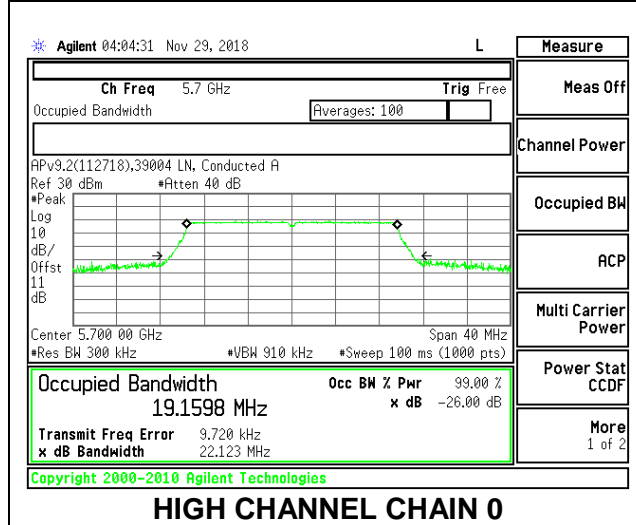 Agilent 04:04:31 Nov 29, 2018 L
Measure
Ch Freq 5.7 GHz Trig Free
Occupied Bandwidth Averages: 100
APv9.2(112718),39004 LN, Conducted A
Ref 30 dBm #Atten 40 dB
#Peak
Log
10
dB/
Offst
11
dB
Center 5.700 00 GHz Span 40 MHz
#Res BW 300 kHz #VBW 910 kHz #Sweep 100 ms (1000 pts)
Occupied Bandwidth Occ BW % Pwr 99.00 %
19.1598 MHz x dB -26.00 dB
Transmit Freq Error 9.720 kHz
x dB Bandwidth 22.123 MHz
Copyright 2000-2010 Agilent Technologies
Meas Off
Channel Power
Occupied BW
ACP
Multi Carrier
Power
Power Stat
CCDF
More
1 of 2
HIGH CHANNEL CHAIN 0